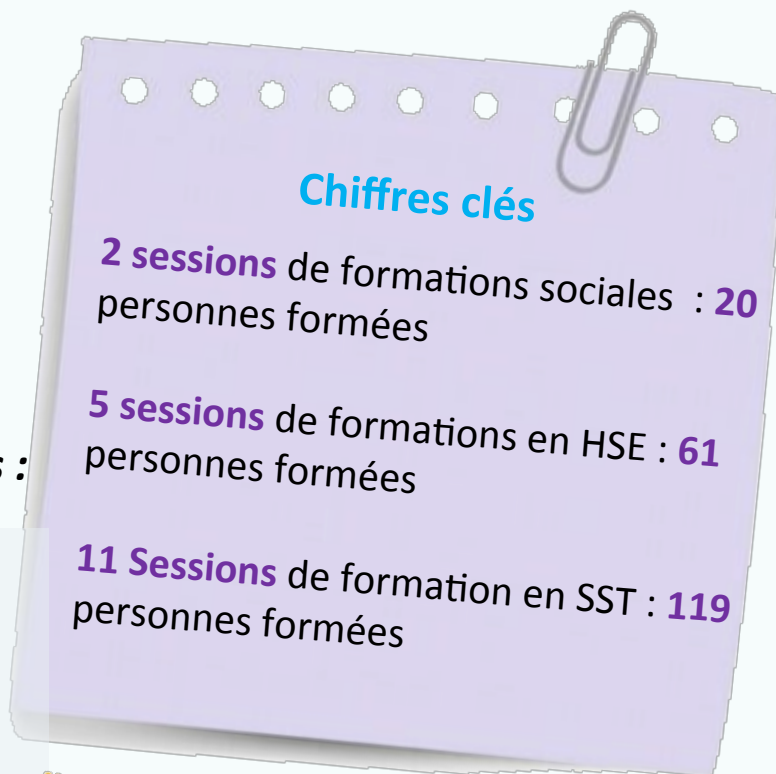 Chiffres clés
2 sessions de formations sociales : 20
personnes formées
5 sessions de formations en HSE : 61
personnes formées
s :
11 Sessions de formation en SST : 119
personnes formées